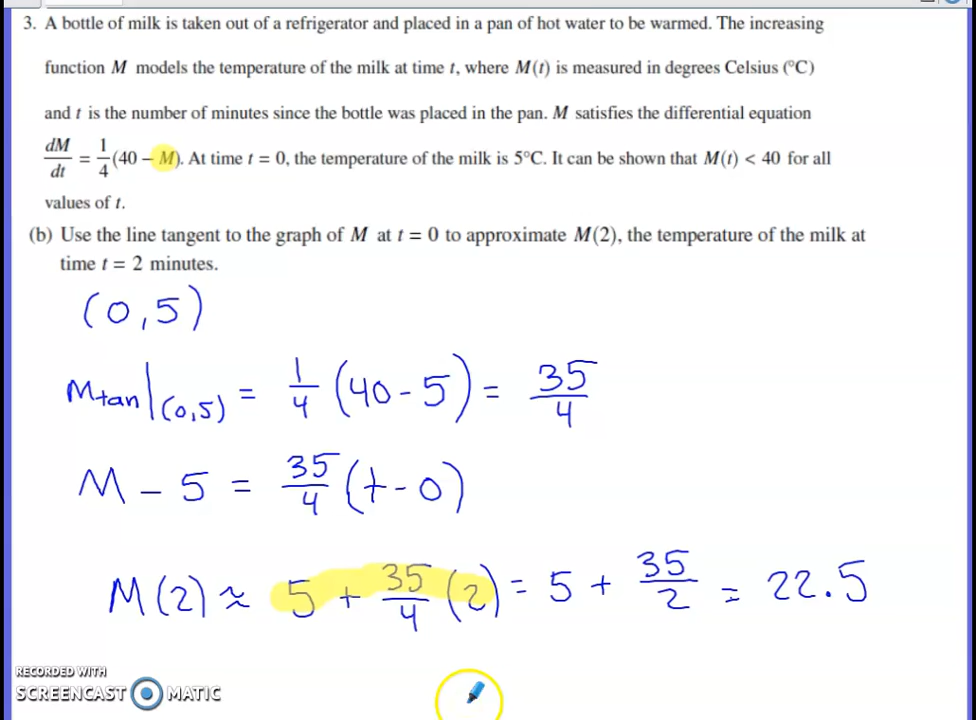 3. A bottle of milk is taken out of a refrigerator and placed in a pan of hot water to be warmed. The increasing
function M models the temperature of the milk at time t, where M(t) is measured in degrees Celsius (°C)
and t is the number of minutes since the bottle was placed in the pan. M satisfies the differential equation
dM/dt = 1/4(40 − M). At time t = 0, the temperature of the milk is 5°C. It can be shown that M(t) < 40 for all
values of t.
(b) Use the line tangent to the graph of M at t = 0 to approximate M(2), the temperature of the milk at
time t = 2 minutes.
(0,5)
Mtan|(0,5) = 1/4 (40-5) = 35/4
M - 5 = 35/4 (t-0)
M(2) ≈ 5 + 35/4 (2) = 5 + 35/2 = 22.5
RECORDED WITH
SCREENCAST MATIC